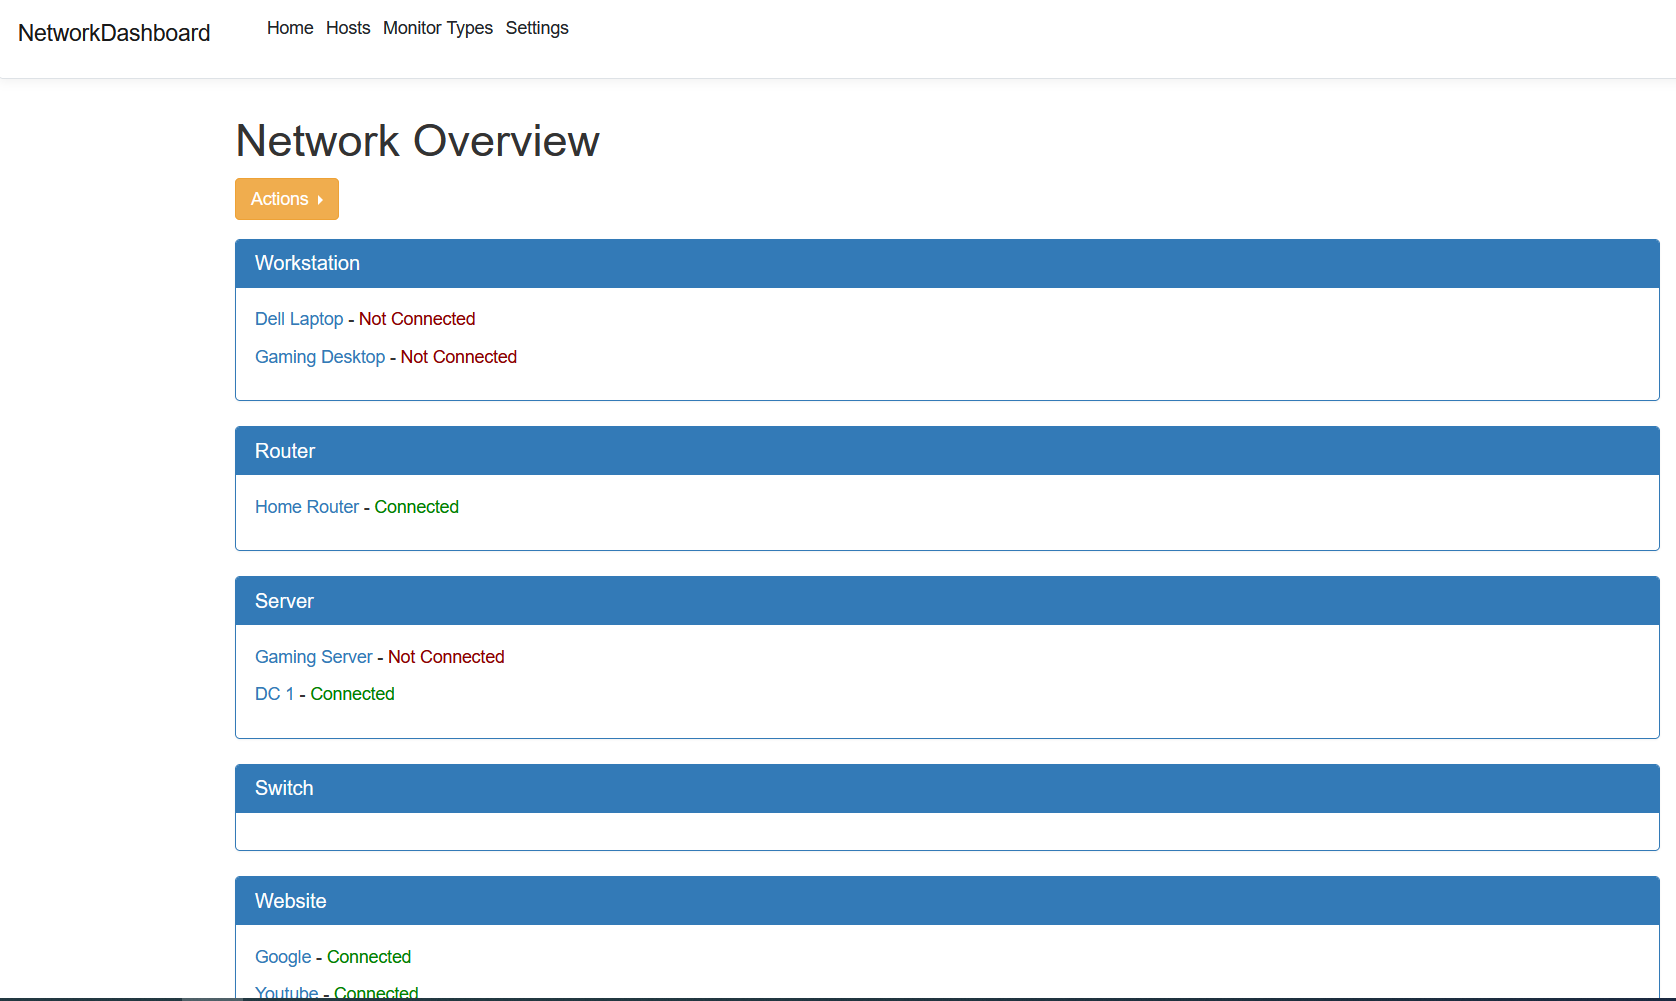 NetworkDashboard Home Hosts Monitor Types Settings
Network Overview
Actions
Workstation
Dell Laptop - Not Connected
Gaming Desktop - Not Connected
Router
Home Router - Connected
Server
Gaming Server - Not Connected
DC 1 - Connected
Switch
Website
Google - Connected
Youtube - Connected